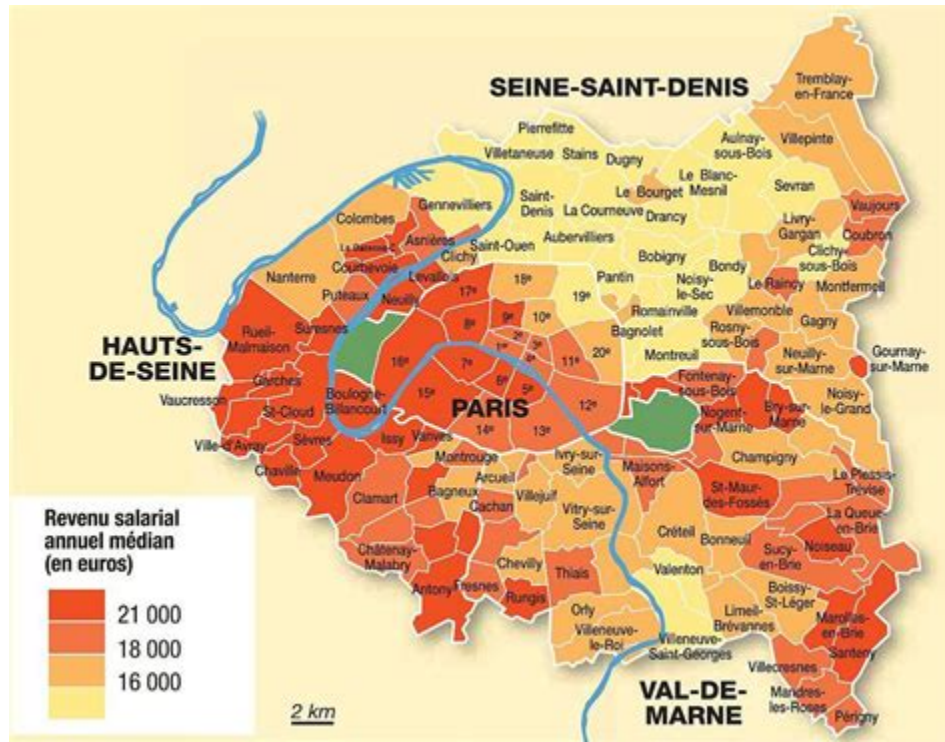 SEINE-SAINT-DENIS
Tremblay-
en-France
Pierrefitte
Villetaneuse
Stains
Dugny
Aulnay-
sous-Bois
Villepinte
Le Bourget
Le Blanc-
Mesnil
Sevran
Gennevilliers
Saint-
Denis
La Courneuve
Drancy
Vaujours
Colombes
Livry-
Gargan
Coubron
Asnières
Saint-Ouen
Aubervilliers
Clichy
Bobigny
Bondy
Clichy-
sous-Bois
Courbevoie
Levallois
Nanterre
Puteaux
Neuilly
17e
18e
19e
Pantin
Noisy-
le-Sec
Le Raincy
Montfermeil
Romainville
Villemonble
Gagny
8e
9e
10e
2e
1er
3e
4e
Bagnolet
Rosny-
sous-Bois
HAUTS-
DE-SEINE
Rueil-
Malmaison
Suresnes
16e
7e
11e
20e
Montreuil
Neuilly-
sur-Marne
Gournay-
sur-Marne
Garches
Vaucresson
St-Cloud
Boulogne-
Billancourt
15e
6e
5e
PARIS
12e
Fontenay-
sous-Bois
Nogent-
sur-Marne
Bry-sur-
Marne
Noisy-
le-Grand
Ville-d'Avray
Sèvres
Issy
Vanves
14e
13e
Chaville
Meudon
Montrouge
Ivry-sur-
Seine
Maisons-
Alfort
Champigny
Clamart
Bagneux
Arcueil
Cachan
Villejuif
Vitry-sur-
Seine
St-Maur-
des-Fossés
Le Plessis-
Trévise
La Queue-
en-Brie
Châtenay-
Malabry
Chevilly
Créteil
Bonneuil
Sucy-
en-Brie
Noiseau
Antony
Fresnes
Rungis
Thiais
Valenton
Boissy-
St-Léger
Orly
Villeneuve-
le-Roi
Limeil-
Brévannes
Marolles-
en-Brie
Santeny
Villeneuve-
Saint-Georges
Villecresnes
Mandres-
les-Roses
Périgny
VAL-DE-
MARNE
Revenu salarial
annuel médian
(en euros)
21 000
18 000
16 000
2 km